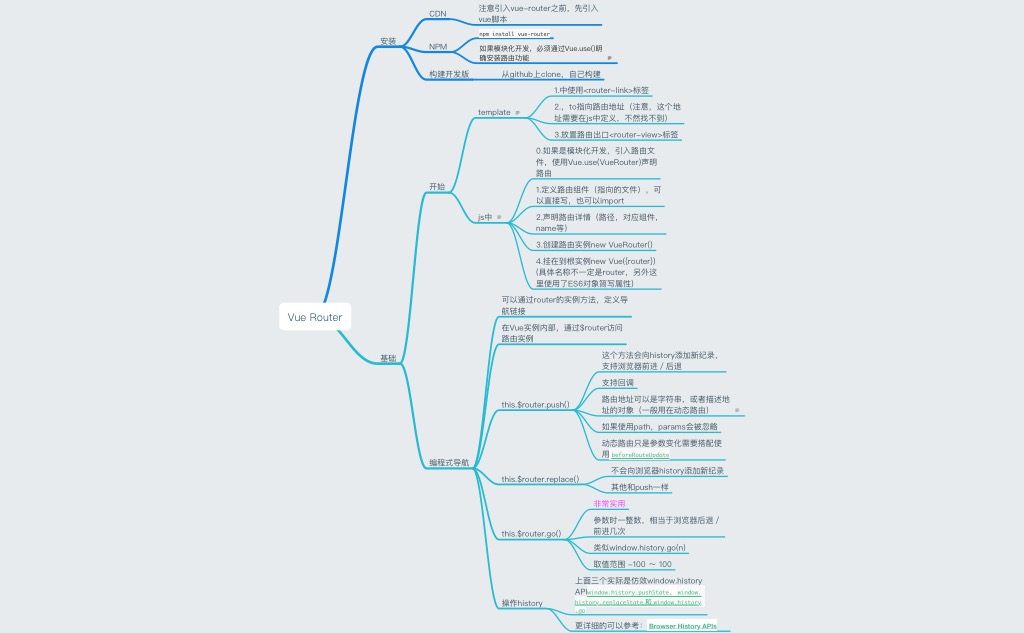 Vue Router
安装
CDN
注意引入vue-router之前，先引入
vue脚本
NPM
npm install vue-router
如果模块化开发，必须通过Vue.use()明
确安装路由功能
构建开发版
从github上clone，自己构建
基础
开始
template
1.中使用<router-link>标签
2.，to指向路由地址（注意，这个地
址需要在js中定义，不然找不到）
3.放置路由出口<router-view>标签
js中
0.如果是模块化开发，引入路由文
件，使用Vue.use(VueRouter)声明
路由
1.定义路由组件（指向的文件），可
以直接写，也可以import
2.声明路由详情（路径，对应组件，
name等）
3.创建路由实例new VueRouter()
4.挂在到根实例new Vue({router})
(具体名称不一定是router，另外这
里使用了ES6对象简写属性)
编程式导航
可以通过router的实例方法，定义导
航链接
在Vue实例内部，通过$router访问
路由实例
this.$router.push()
这个方法会向history添加新纪录，
支持浏览器前进 / 后退
支持回调
路由地址可以是字符串，或者描述地
址的对象（一般用在动态路由）
如果使用path，params会被忽略
动态路由只是参数变化需要搭配使
用 beforeRouteUpdate
this.$router.replace()
不会向浏览器history添加新纪录
其他和push一样
this.$router.go()
非常实用
参数时一整数，相当于浏览器后退 /
前进几次
类似window.history.go(n)
取值范围 -100 ～ 100
操作history
上面三个实际是仿效window.history
APIwindow.history.pushState、 window.
history.replaceState 和 window.history
.go
更详细的可以参考： Browser History APIs